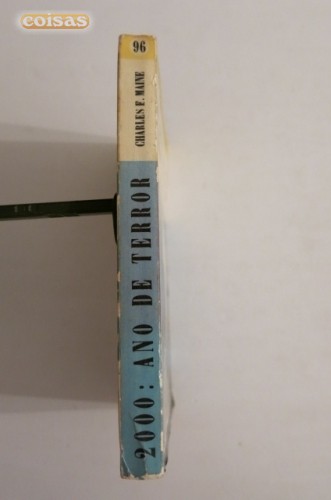 coisas
96
CHARLES E. MAINE
2000: ANO DE TERROR